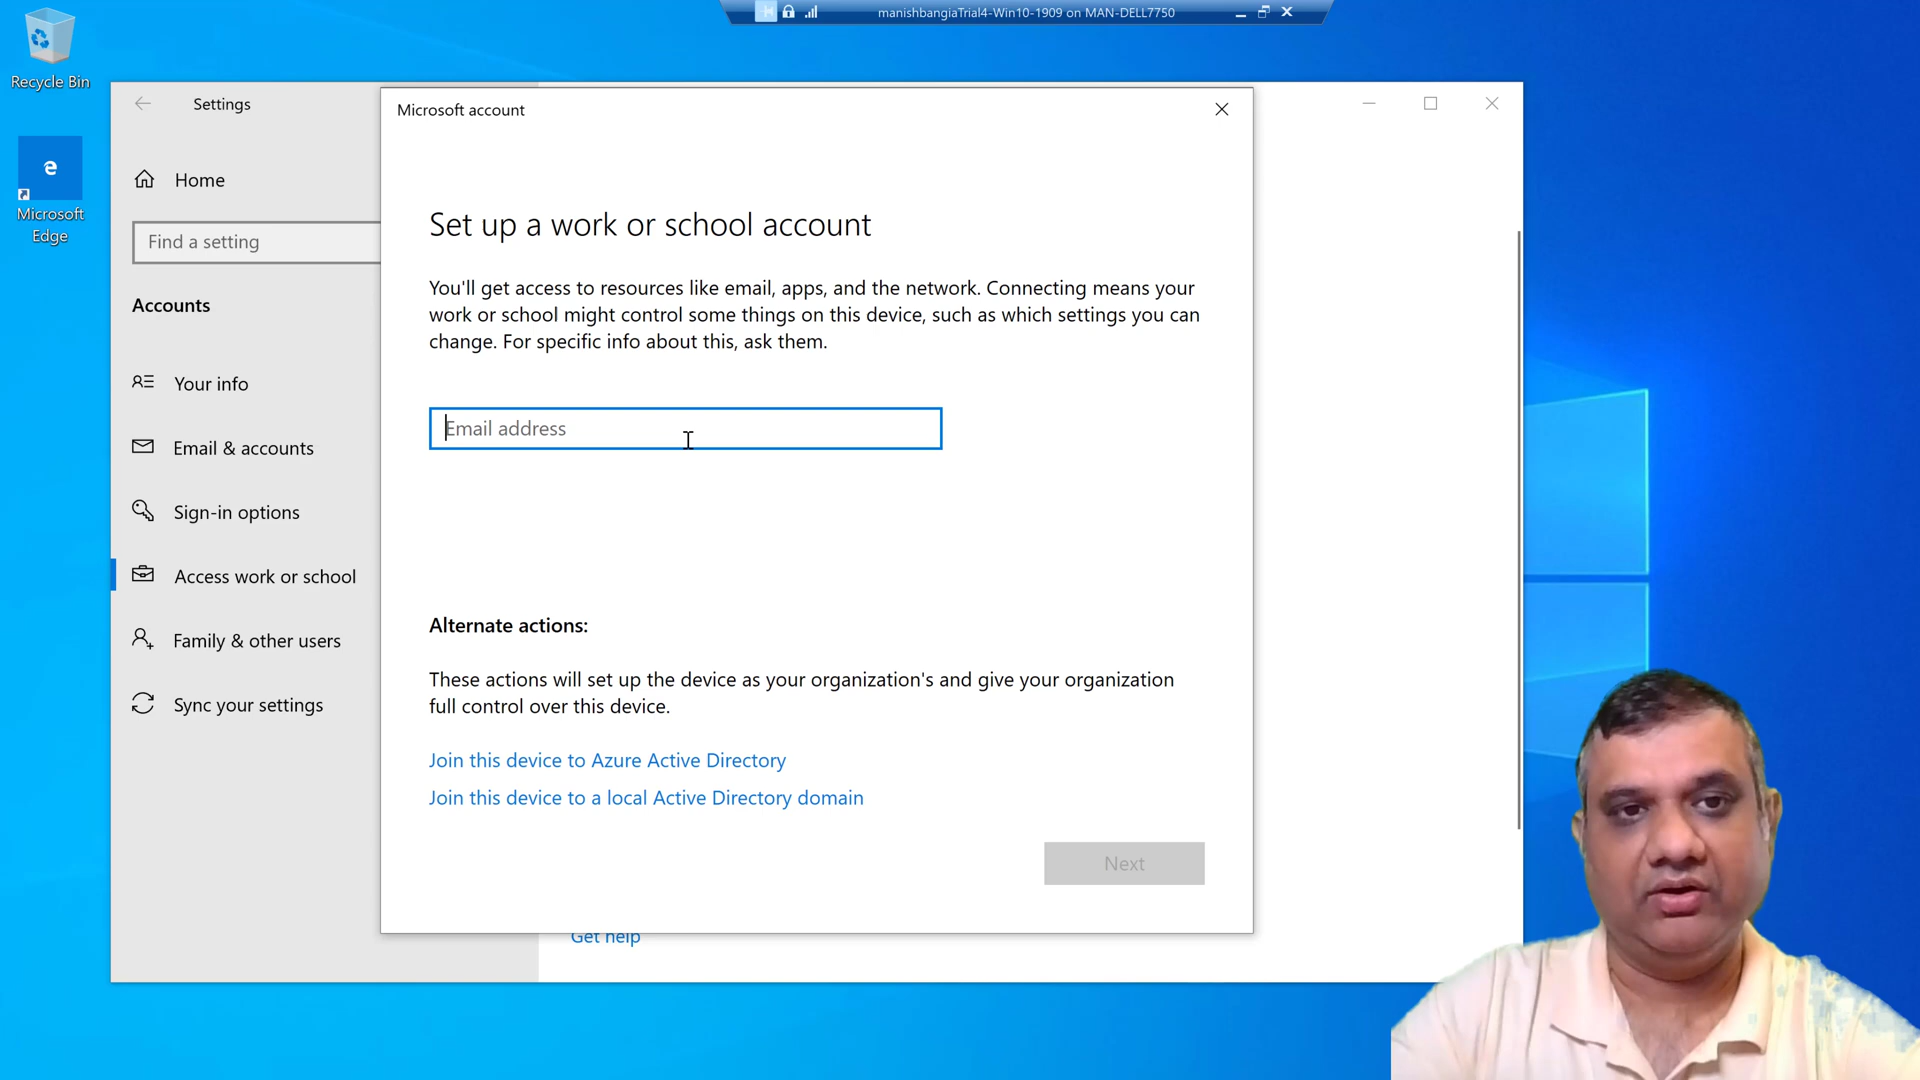 manishbangiaTrial4-Win10-1909 on MAN-DELL7750
Recycle Bin
Microsoft
Edge
Settings
Home
Find a setting
Accounts
Your info
Email & accounts
Sign-in options
Access work or school
Family & other users
Sync your settings
Microsoft account
Set up a work or school account
You'll get access to resources like email, apps, and the network. Connecting means your
work or school might control some things on this device, such as which settings you can
change. For specific info about this, ask them.
Email address
Alternate actions:
These actions will set up the device as your organization's and give your organization
full control over this device.
Join this device to Azure Active Directory
Join this device to a local Active Directory domain
Next
Get help